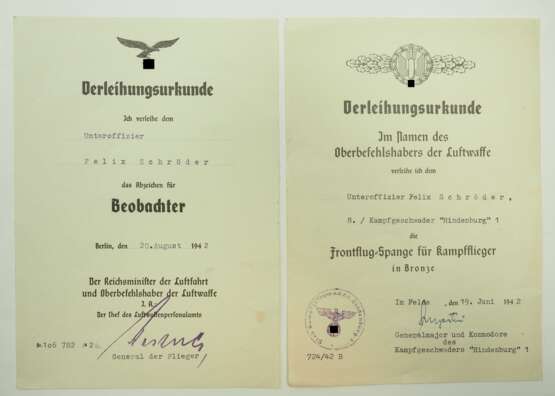 Verleihungsurkunde
Ich verleihe dem
Unteroffizier
Felix Schröder
das Abzeichen für
Beobachter
Berlin, den 20.August 1942
Der Reichsminister der Luftfahrt
und Oberbefehlshaber der Luftwaffe
J. A.
Der Chef des Luftwaffenpersonalamts
General der Flieger
Verleihungsurkunde
Im Namen des
Oberbefehlshabers der Luftwaffe
verleihe ich dem
Unteroffizier Felix Schröder,
8./ Kampfgeschwader "Hindenburg" 1
die
Frontflug-Spange für Kampfflieger
in Bronze
Im Felde, den 19. Juni 1942
Generalmajor und Kommodore
des
Kampfgeschwaders "Hindenburg" 1
724/42 B